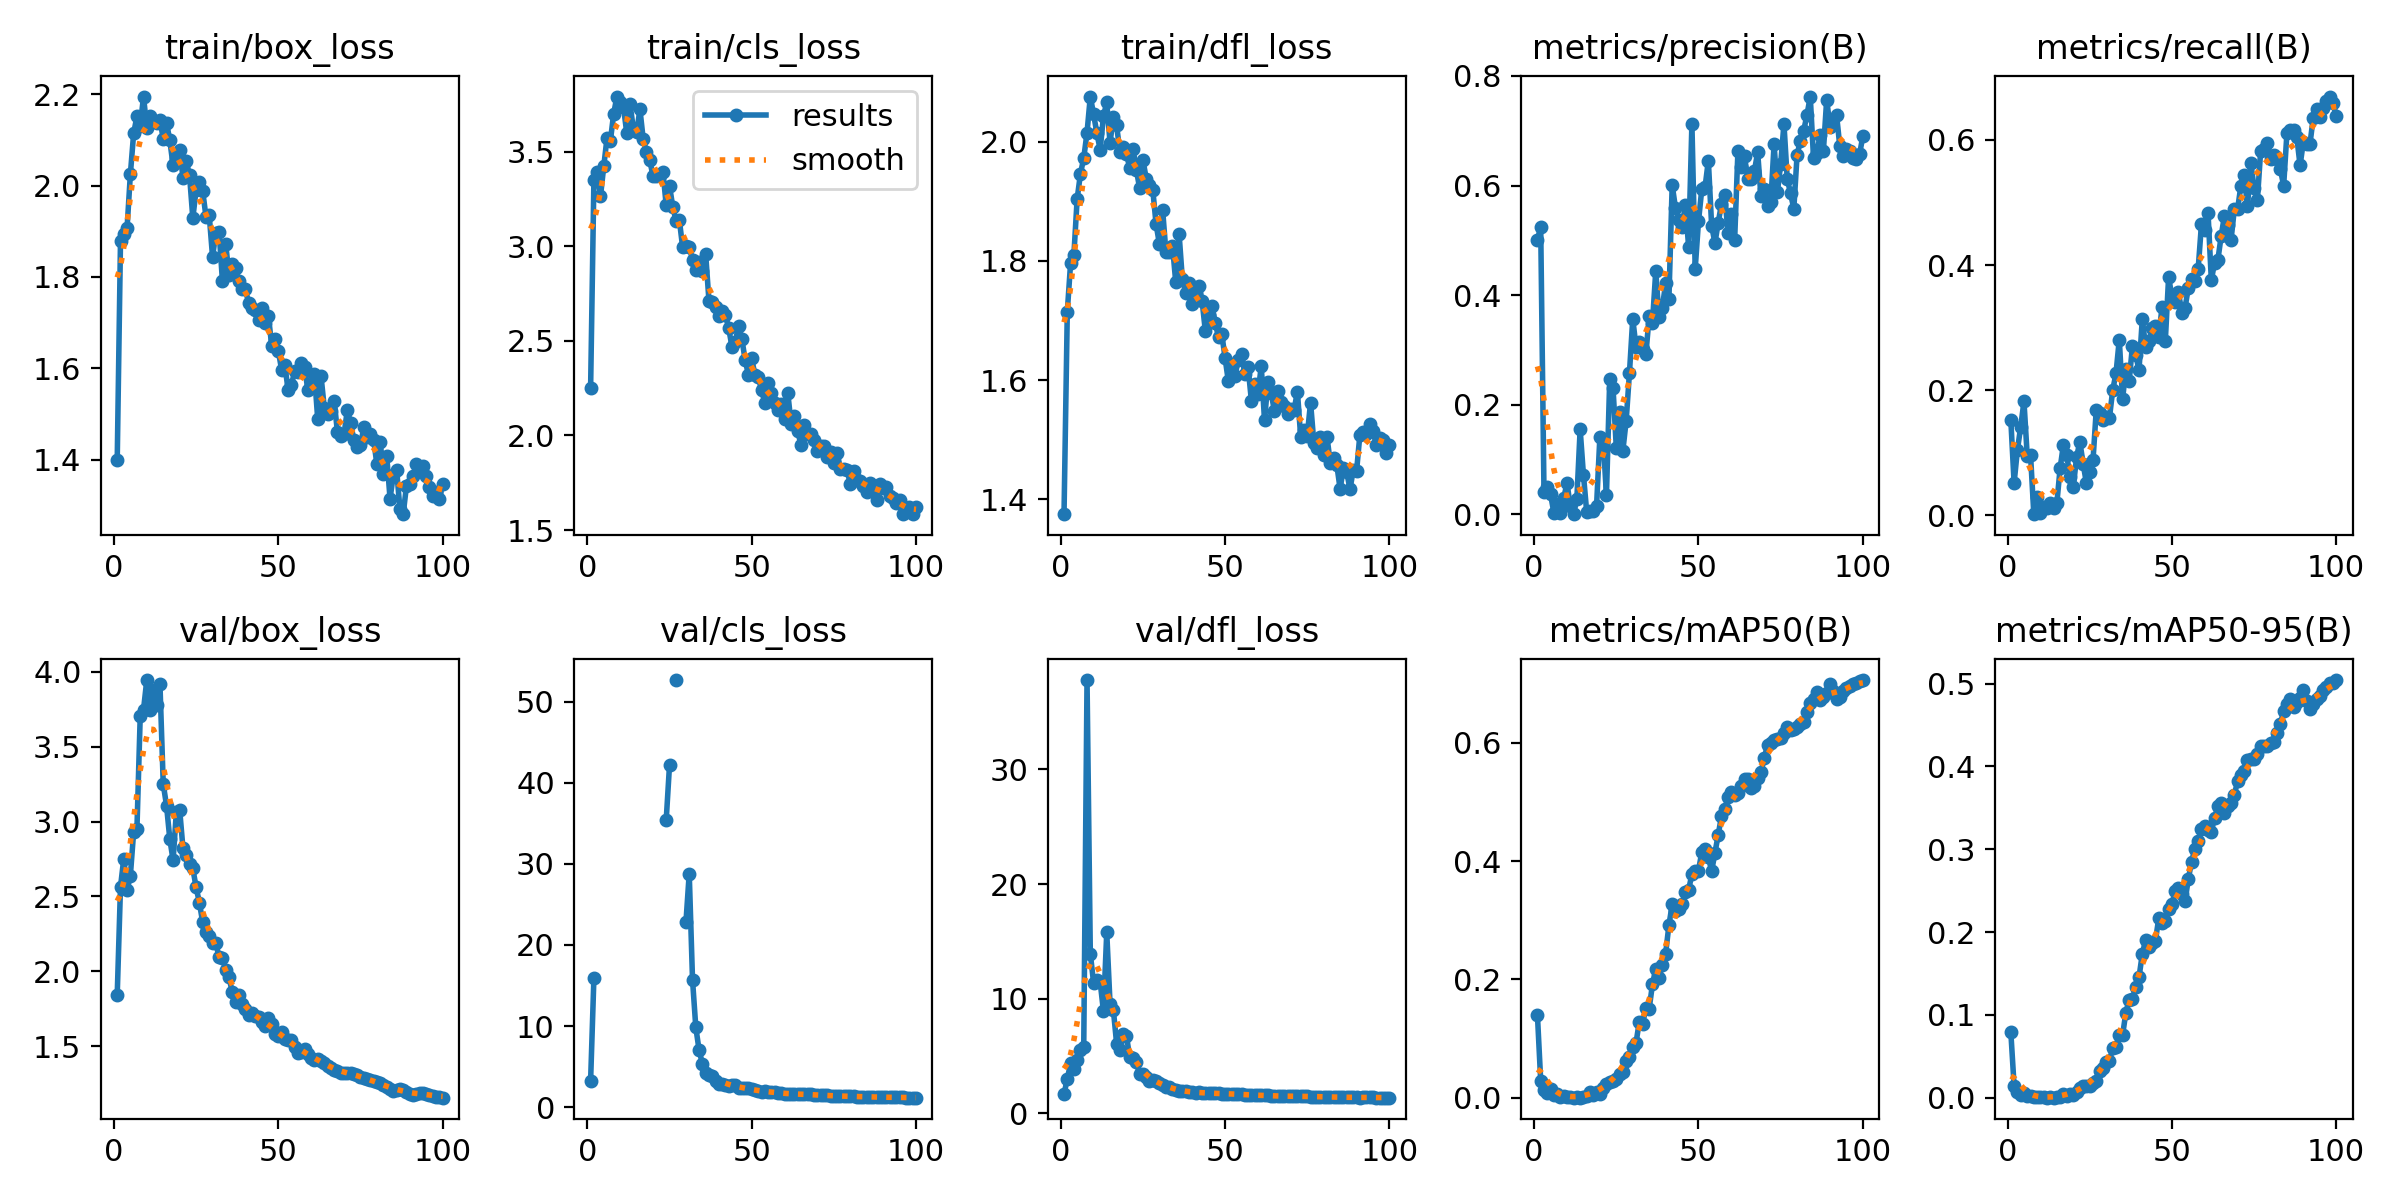 train/box_loss
train/cls_loss
train/dfl_loss
metrics/precision(B)
metrics/recall(B)
2.2
2.0
1.8
1.6
1.4
0 50 100
3.5
3.0
2.5
2.0
1.5
0 50 100
results
smooth
2.0
1.8
1.6
1.4
0 50 100
0.8
0.6
0.4
0.2
0.0
0 50 100
0.6
0.4
0.2
0.0
0 50 100
val/box_loss
val/cls_loss
val/dfl_loss
metrics/mAP50(B)
metrics/mAP50-95(B)
4.0
3.5
3.0
2.5
2.0
1.5
0 50 100
50
40
30
20
10
0
0 50 100
30
20
10
0
0 50 100
0.6
0.4
0.2
0.0
0 50 100
0.5
0.4
0.3
0.2
0.1
0.0
0 50 100